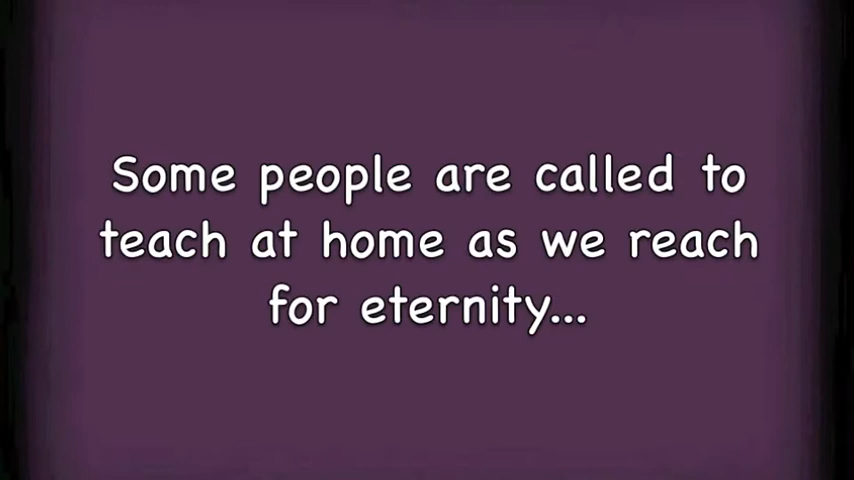 Some people are called to
teach at home as we reach
for eternity...